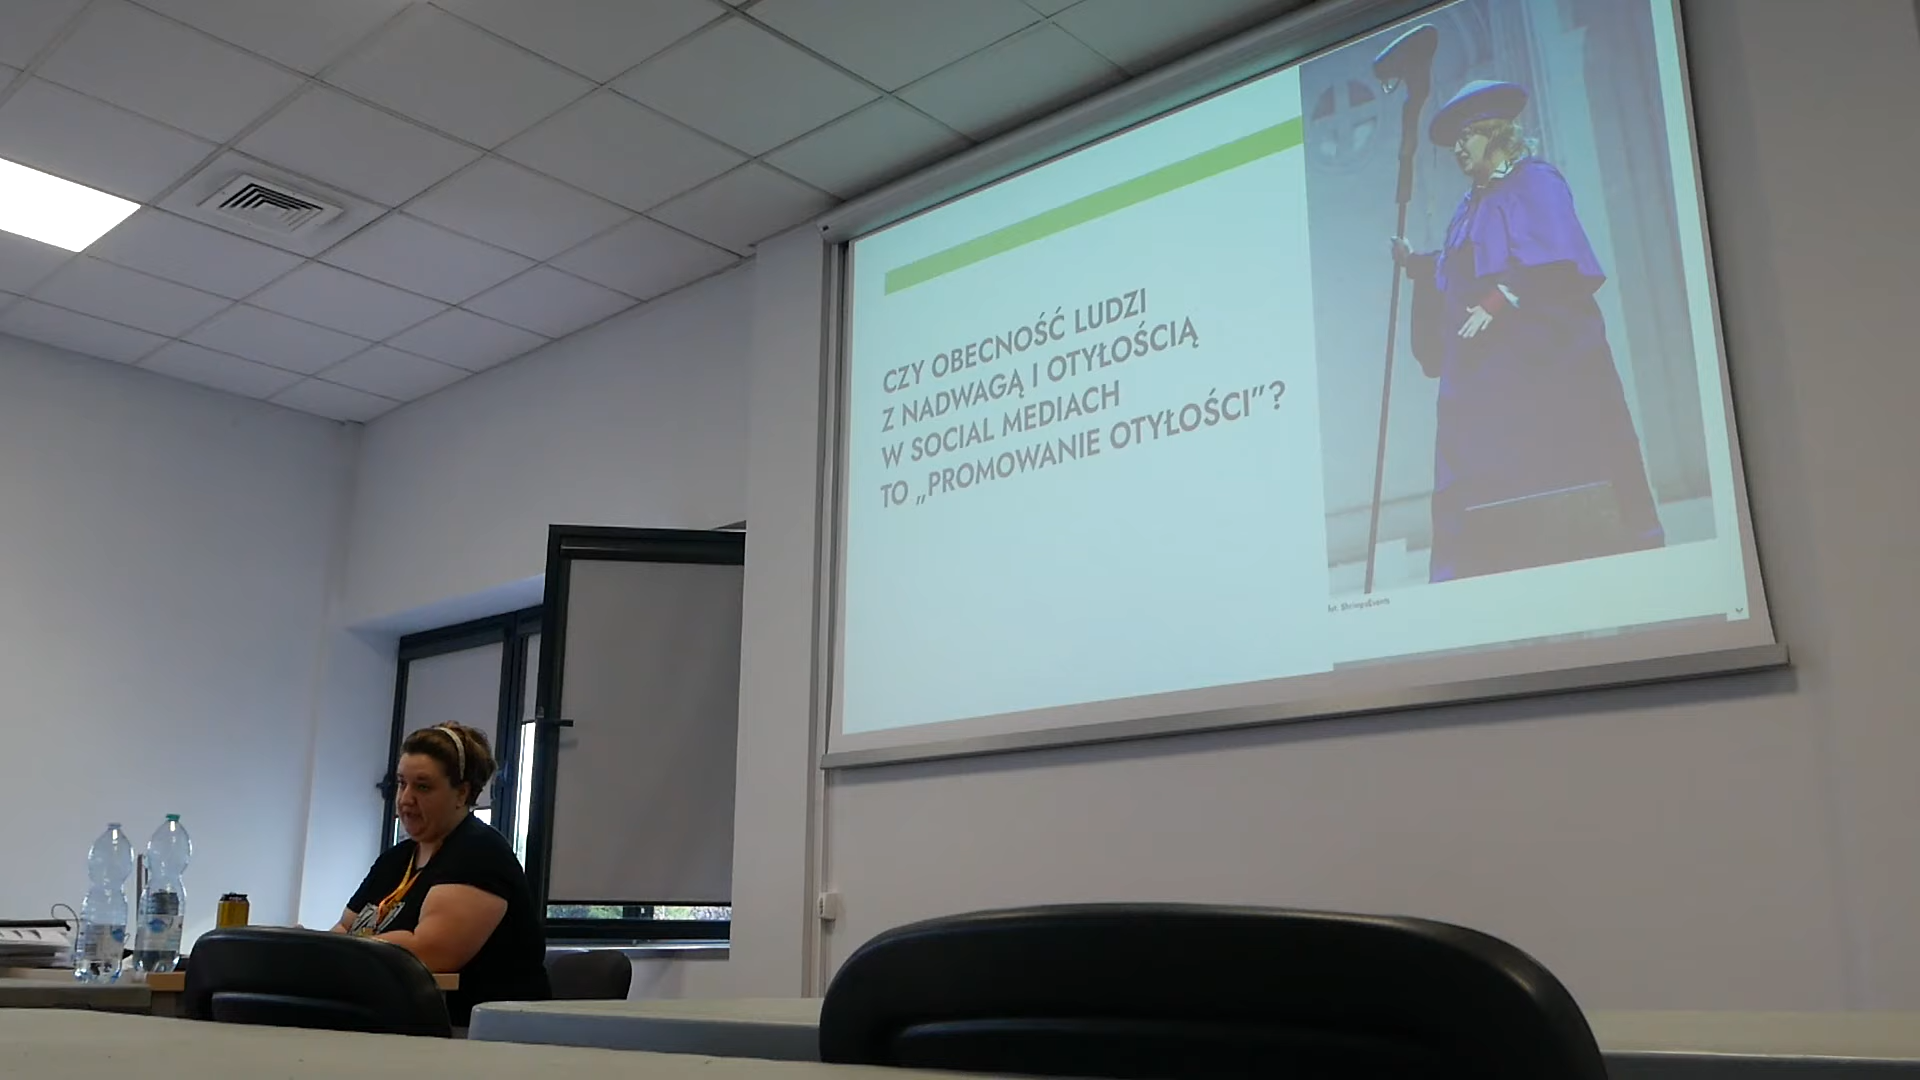 CZY OBECNOŚĆ LUDZI
Z NADWAGĄ I OTYŁOŚCIĄ
W SOCIAL MEDIACH
TO „PROMOWANIE OTYŁOŚCI”?